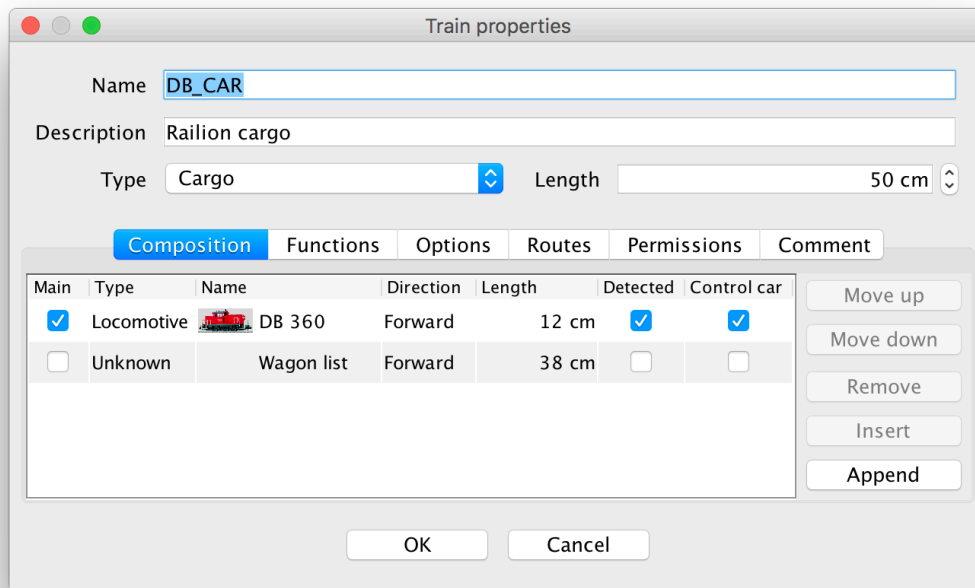 Train properties
Name DB_CAR
Description Railion cargo
Type Cargo Length 50 cm
Composition Functions Options Routes Permissions Comment
Main Type Name Direction Length Detected Control car
Locomotive DB 360 Forward 12 cm
Unknown Wagon list Forward 38 cm
Move up
Move down
Remove
Insert
Append
OK Cancel